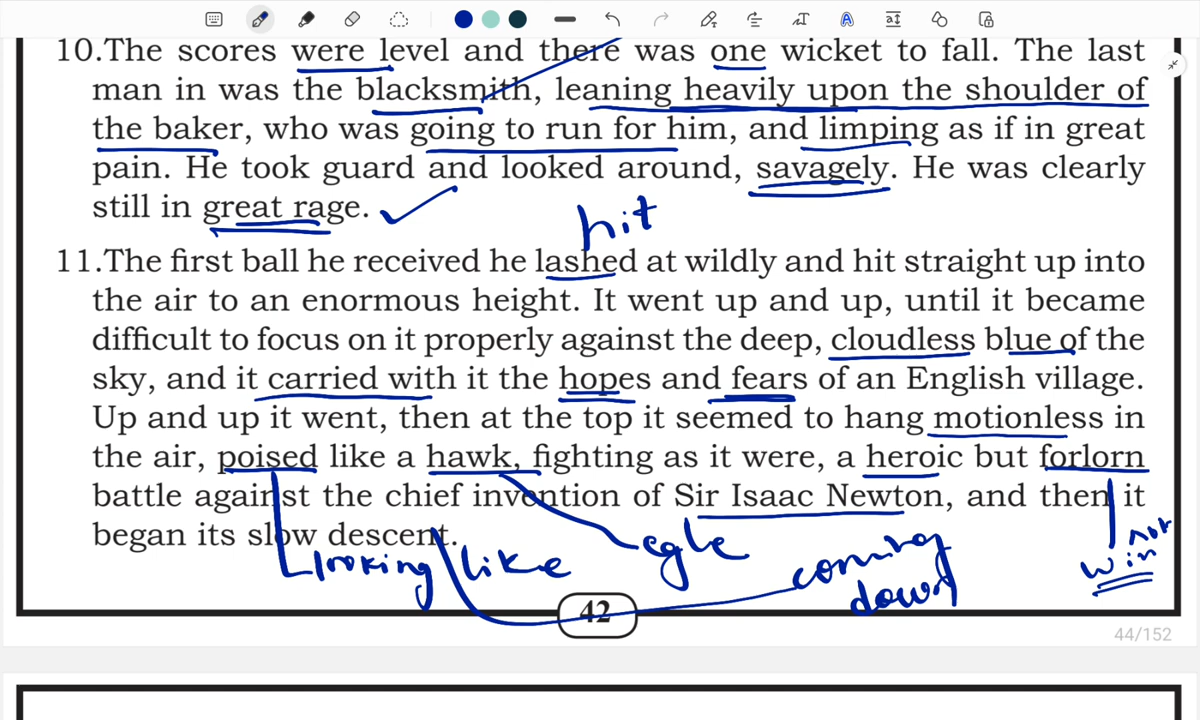 10.The scores were level and there was one wicket to fall. The last
man in was the blacksmith, leaning heavily upon the shoulder of
the baker, who was going to run for him, and limping as if in great
pain. He took guard and looked around, savagely. He was clearly
still in great rage.
hit
11.The first ball he received he lashed at wildly and hit straight up into
the air to an enormous height. It went up and up, until it became
difficult to focus on it properly against the deep, cloudless blue of the
sky, and it carried with it the hopes and fears of an English village.
Up and up it went, then at the top it seemed to hang motionless in
the air, poised like a hawk, fighting as it were, a heroic but forlorn
battle against the chief invention of Sir Isaac Newton, and then it
began its slow descent.
looking like
egle
coming
down
not
win
42
44/152